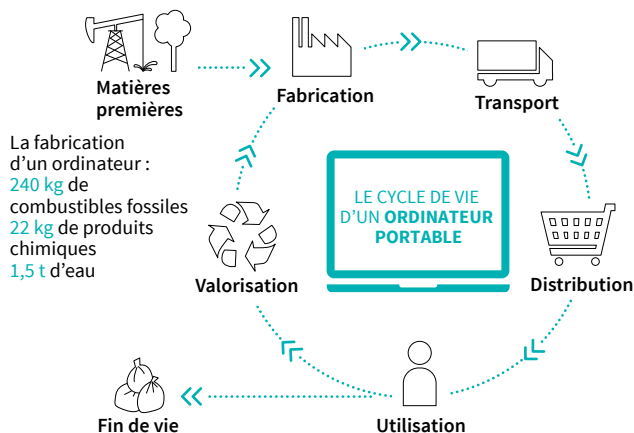 Matières
premières
Fabrication
Transport
La fabrication
d'un ordinateur :
240 kg de
combustibles fossiles
22 kg de produits
chimiques
1,5 t d'eau
LE CYCLE DE VIE
D'UN ORDINATEUR
PORTABLE
Valorisation
Distribution
Fin de vie
Utilisation